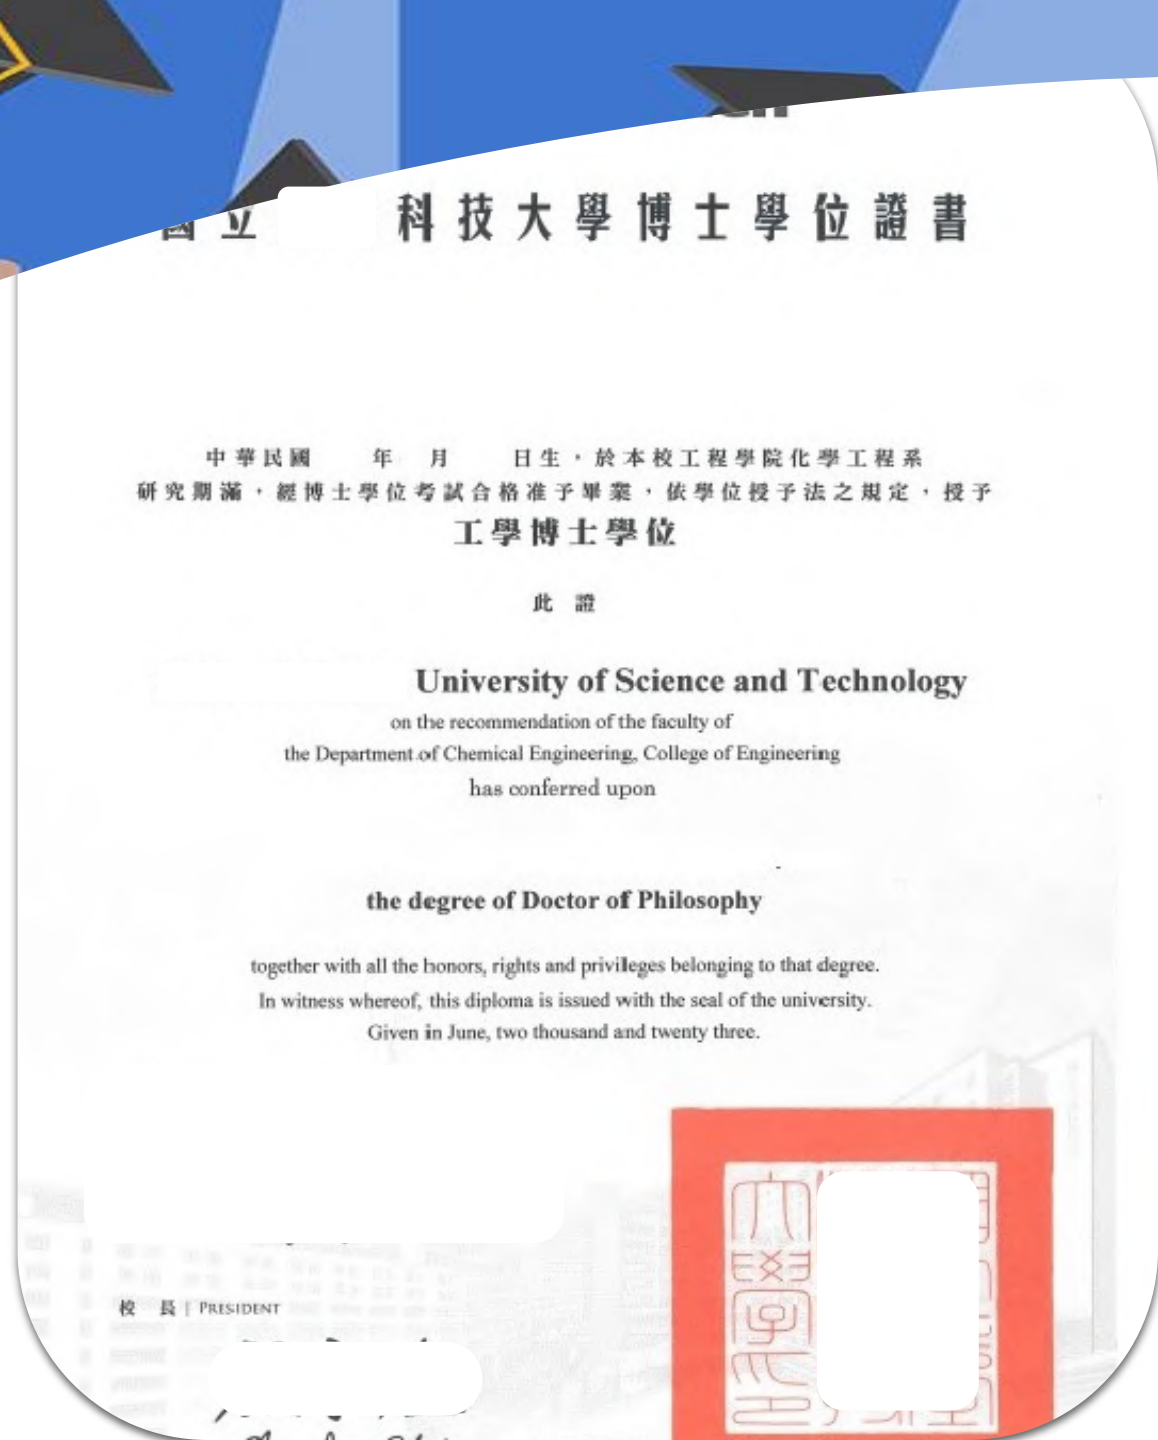 國立 科技大學博士學位證書
中華民國 年 月 日生，於本校工程學院化學工程系
研究期滿，經博士學位考試合格准予畢業，依學位授予法之規定，授予
工學博士學位
此 證
University of Science and Technology
on the recommendation of the faculty of
the Department of Chemical Engineering, College of Engineering
has conferred upon
the degree of Doctor of Philosophy
together with all the honors, rights and privileges belonging to that degree.
In witness whereof, this diploma is issued with the seal of the university.
Given in June, two thousand and twenty three.
校 長 | PRESIDENT